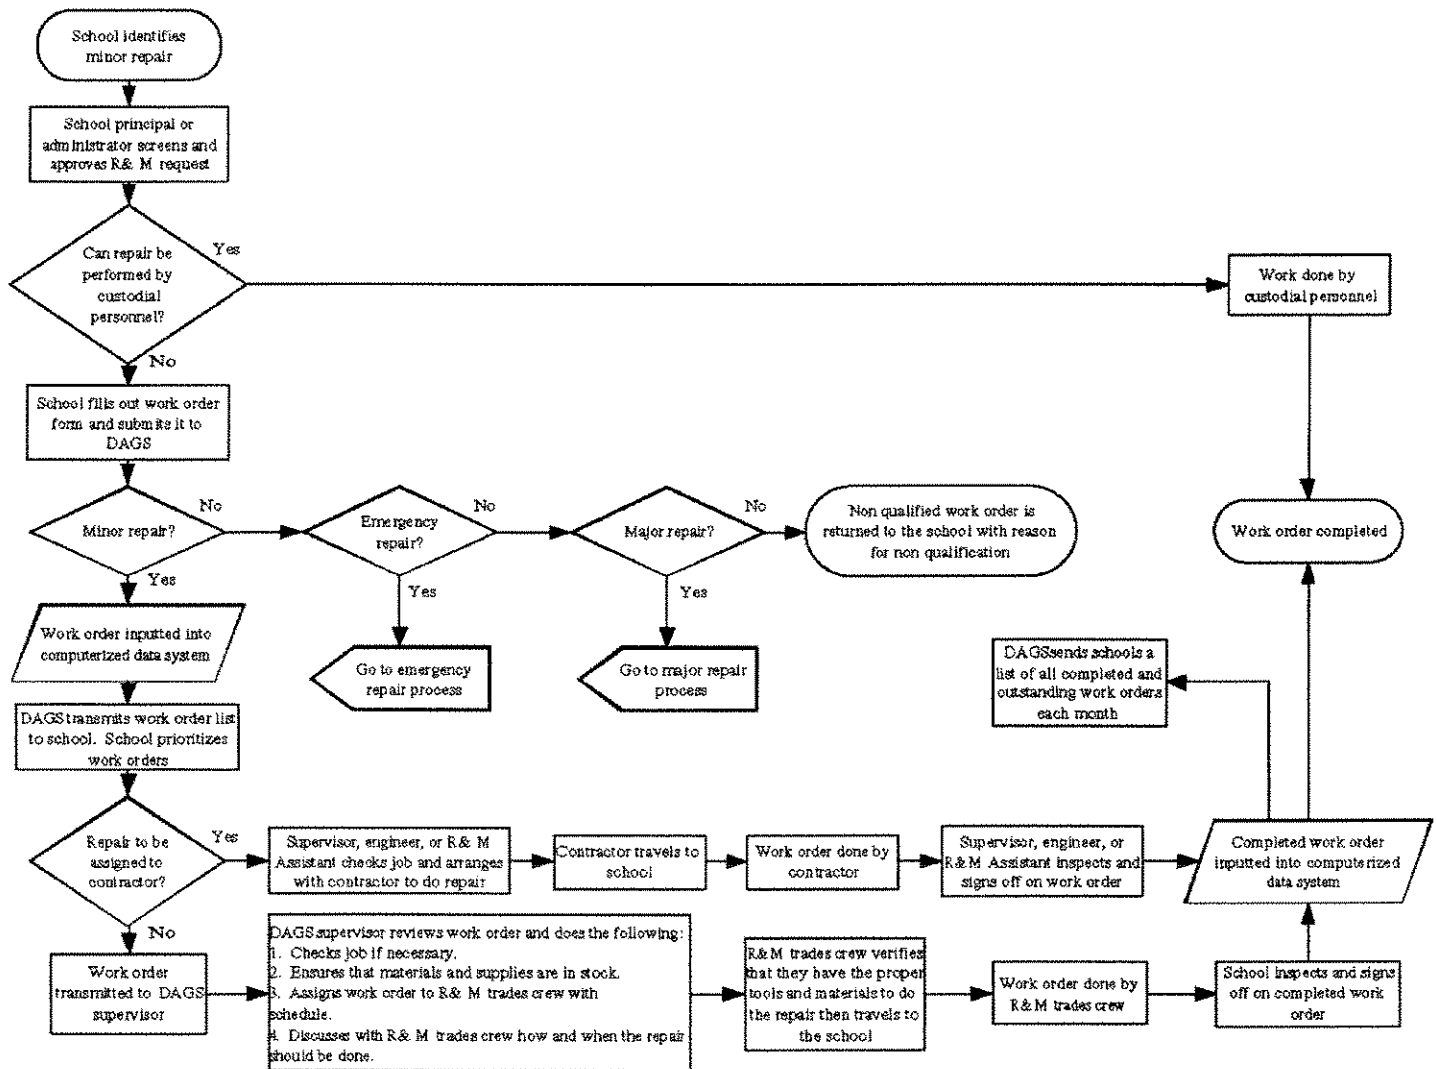 School identifies
minor repair
School principal or
administrator screens and
approves R& M request
Can repair be
performed by
custodial
personnel?
Yes
Work done by
custodial personnel
No
School fills out work order
form and submits it to
DAGS
Minor repair?
No
Emergency
repair?
No
Major repair?
No
Non qualified work order is
returned to the school with reason
for non qualification
Work order completed
Yes
Yes
Yes
Work order inputted into
computerized data system
Go to emergency
repair process
Go to major repair
process
DAGS sends schools a
list of all completed and
outstanding work orders
each month
DAGS transmits work order list
to school. School prioritizes
work orders
Repair to be
assigned to
contractor?
Yes
Supervisor, engineer, or R& M
Assistant checks job and arranges
with contractor to do repair
Contractor travels to
school
Work order done by
contractor
Supervisor, engineer, or
R&M Assistant inspects and
signs off on work order
Completed work order
inputted into computerized
data system
No
Work order
transmitted to DAGS
supervisor
DAGS supervisor reviews work order and does the following:
1. Checks job if necessary.
2. Ensures that materials and supplies are in stock.
3. Assigns work order to R& M trades crew with
schedule.
4. Discusses with R& M trades crew how and when the repair
should be done.
R&M trades crew verifies
that they have the proper
tools and materials to do
the repair then travels to
the school
Work order done by
R&M trades crew
School inspects and signs
off on completed work
order